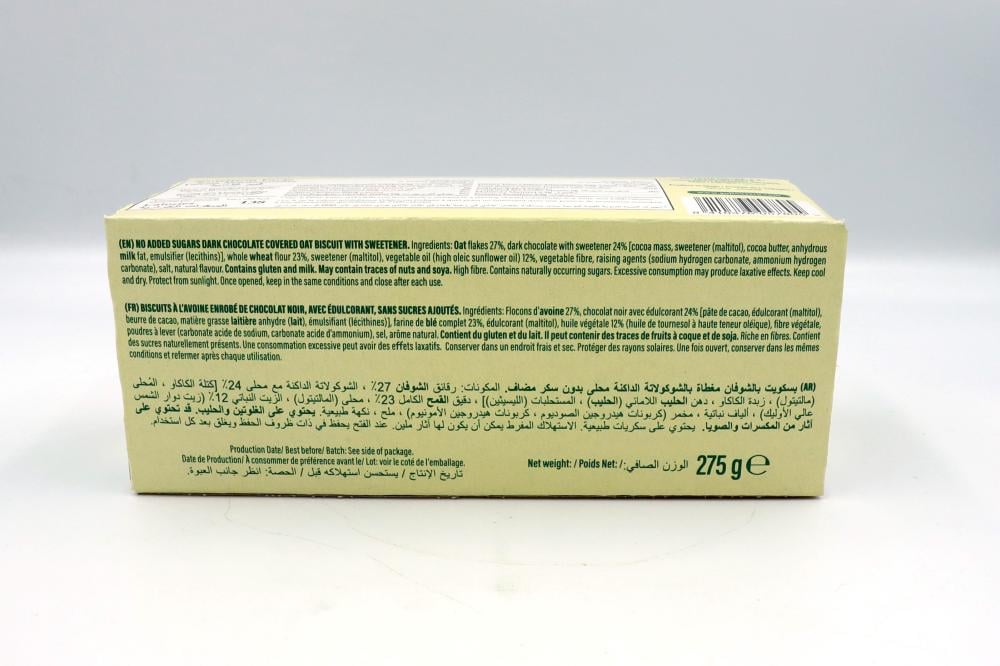 (EN) NO ADDED SUGARS DARK CHOCOLATE COVERED OAT BISCUIT WITH SWEETENER. Ingredients: Oat flakes 27%, dark chocolate with sweetener 24% [cocoa mass, sweetener (maltitol), cocoa butter, anhydrous
milk fat, emulsifier (lecithins)], whole wheat flour 23%, sweetener (maltitol), vegetable oil (high oleic sunflower oil) 12%, vegetable fibre, raising agents (sodium hydrogen carbonate, ammonium hydrogen
carbonate), salt, natural flavour. Contains gluten and milk. May contain traces of nuts and soya. High fibre. Contains naturally occurring sugars. Excessive consumption may produce laxative effects. Keep cool
and dry. Protect from sunlight. Once opened, keep in the same conditions and close after each use.
(FR) BISCUITS À L'AVOINE ENROBÉ DE CHOCOLAT NOIR, AVEC ÉDULCORANT, SANS SUCRES AJOUTÉS. Ingrédients: Flocons d'avoine 27%, chocolat noir avec édulcorant 24% [pâte de cacao, édulcorant (maltitol),
beurre de cacao, matière grasse laitière anhydre (lait), émulsifiant (lécithines)], farine de blé complet 23%, édulcorant (maltitol), huile végétale 12% (huile de tournesol à haute teneur oléique), fibre végétale,
poudres à lever (carbonate acide de sodium, carbonate acide d'ammonium), sel, arôme natural. Contient du gluten et du lait. Il peut contenir des traces de fruits à coque et de soja. Riche en fibres. Contient
des sucres naturellement présents. Une consommation excessive peut avoir des effets laxatifs. Conserver dans un endroit frais et sec. Protéger des rayons solaires. Une fois ouvert, conserver dans les mêmes
conditions et refermer après chaque utilisation.
(AR) بسكويت بالشوفان مغطاة بالشوكولاتة الداكنة محلى بدون سكر مضاف. المكونات: رقائق الشوفان 27٪ ، الشوكولاتة الداكنة مع محلى 24٪ [كتلة الكاكاو ، المُحلى
(مالتيتول) ، زبدة الكاكاو ، دهن الحليب اللامائي (الحليب) ، المستحلبات (الليسيثين)] ، دقيق القمح الكامل 23٪ ، محلى (المالتيتول) ، الزيت النباتي 12٪ (زيت دوار الشمس
عالي الأوليك) ، ألياف نباتية ، مخمر (كربونات هيدروجين الصوديوم ، كربونات هيدروجين الأمونيوم) ، ملح ، نكهة طبيعية. يحتوي على الغلوتين والحليب. قد تحتوي على
آثار من المكسرات والصويا. يحتوي على سكريات طبيعية. الاستهلاك المفرط يمكن أن يكون لها آثار ملين. عند الفتح يحفظ في ذات ظروف الحفظ ويغلق بعد كل استخدام.
Production Date/ Best before/ Batch: See side of package.
Date de Production/ À consommer de préférence avant le/ Lot: voir le coté de l'emballage.
تاريخ الإنتاج / يستحسن استهلاكه قبل / الحصة: انظر جانب العبوة.
Net weight: / Poids Net: /الوزن الصافي: 275 g e